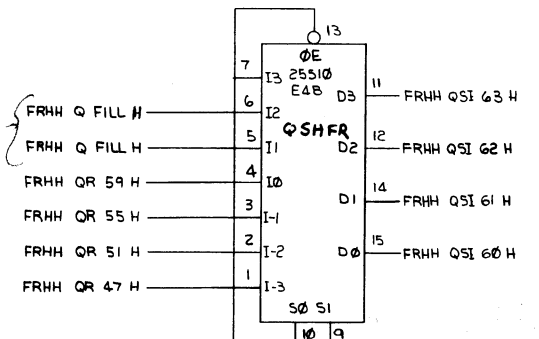 13
ØE
7 I3 2551Ø 11
E4B D3 FRHH QSI 63 H
FRHH Q FILL H 6 I2
QSHFR
FRHH Q FILL H 5 I1 D2 12 FRHH QSI 62 H
FRHH QR 59 H 4 IØ
FRHH QR 55 H 3 I-1 D1 14 FRHH QSI 61 H
FRHH QR 51 H 2 I-2 DØ 15 FRHH QSI 6Ø H
FRHH QR 47 H 1 I-3
SØ S1
1Ø 9